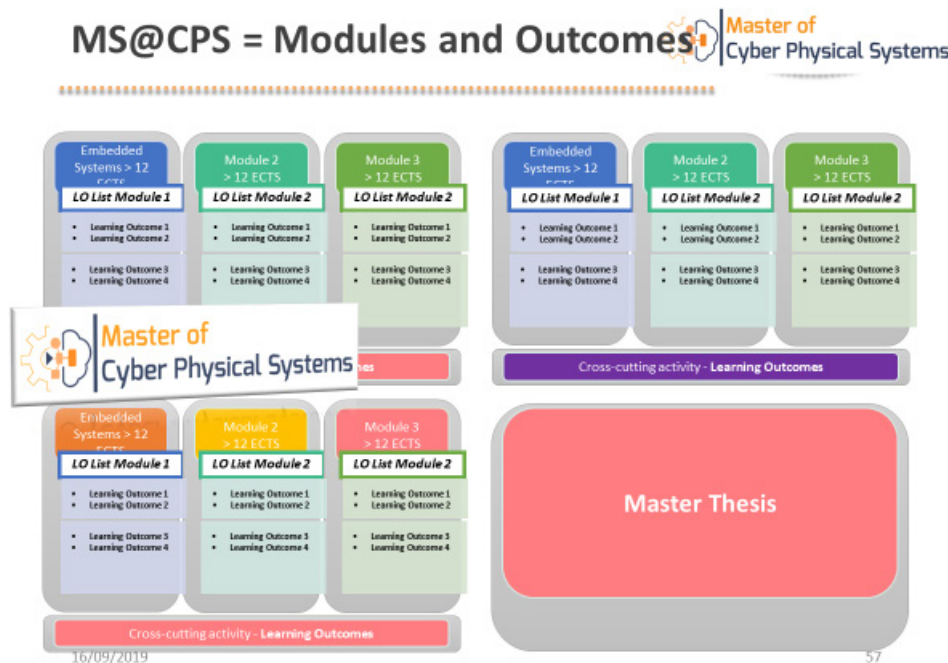 MS@CPS = Modules and Outcomes
Master of
Cyber Physical Systems
Embedded
Systems > 12
ECTS
LO List Module 1
Learning Outcome 1
Learning Outcome 2
Learning Outcome 3
Learning Outcome 4
Module 2
> 12 ECTS
LO List Module 2
Learning Outcome 1
Learning Outcome 2
Learning Outcome 3
Learning Outcome 4
Module 3
> 12 ECTS
LO List Module 2
Learning Outcome 1
Learning Outcome 2
Learning Outcome 3
Learning Outcome 4
Embedded
Systems > 12
ECTS
LO List Module 1
Learning Outcome 1
Learning Outcome 2
Learning Outcome 3
Learning Outcome 4
Module 2
> 12 ECTS
LO List Module 2
Learning Outcome 1
Learning Outcome 2
Learning Outcome 3
Learning Outcome 4
Module 3
> 12 ECTS
LO List Module 2
Learning Outcome 1
Learning Outcome 2
Learning Outcome 3
Learning Outcome 4
Master of
Cyber Physical Systems
Cross-cutting activity - Learning Outcomes
Embedded
Systems > 12
ECTS
LO List Module 1
Learning Outcome 1
Learning Outcome 2
Learning Outcome 3
Learning Outcome 4
Module 2
> 12 ECTS
LO List Module 2
Learning Outcome 1
Learning Outcome 2
Learning Outcome 3
Learning Outcome 4
Module 3
> 12 ECTS
LO List Module 2
Learning Outcome 1
Learning Outcome 2
Learning Outcome 3
Learning Outcome 4
Master Thesis
Cross-cutting activity - Learning Outcomes
16/09/2019
57